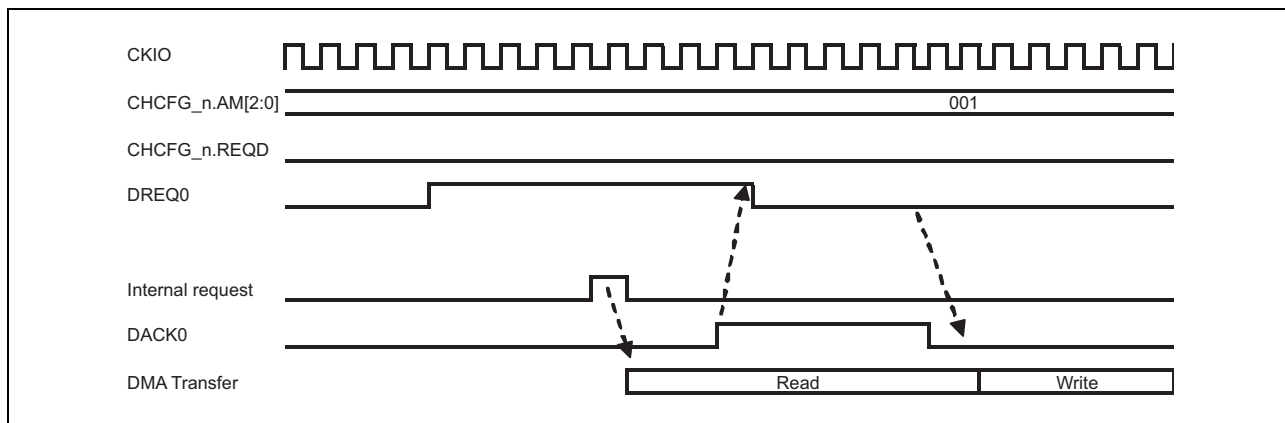 CKIO
CHCFG_n.AM[2:0]
001
CHCFG_n.REQD
DREQ0
Internal request
DACK0
DMA Transfer
Read
Write